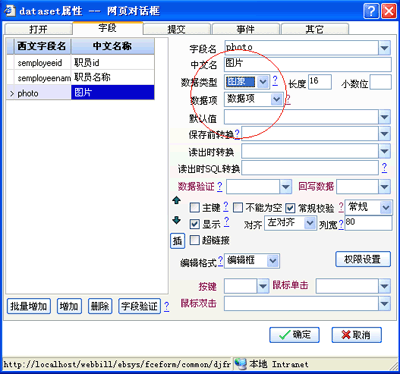 dataset属性 -- 网页对话框
打开 字段 提交 事件 其它
西文字段名 中文名称
semployeeid 职员id
semployeenam 职员名称
photo 图片
字段名 photo
中文名 图片
数据类型 图象 ? 长度 16 小数位
数据项 数据项 ?
默认值
保存前转换 ?
读出时转换
读出时SQL转换 ?
数据验证 ? 回写数据
主键 ? 不能为空 常规校验 ? 常规
显示 ? 对齐 左对齐 列宽 80
插 超链接
编辑格式 ? 编辑框 权限设置
按键 鼠标单击
鼠标双击
批量增加 增加 删除 字段验证 ?
确定 取消
http://localhost/webbill/ebsys/fceform/common/djfr 本地 Intranet